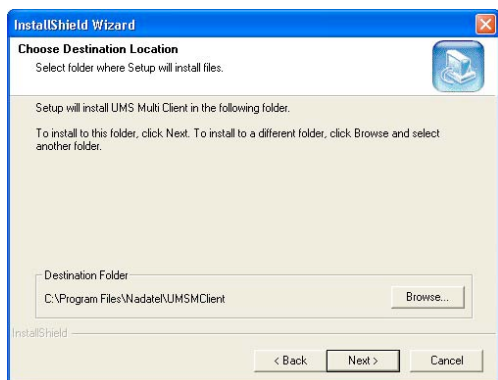 InstallShield Wizard
Choose Destination Location
Select folder where Setup will install files.
Setup will install UMS Multi Client in the following folder.
To install to this folder, click Next. To install to a different folder, click Browse and select
another folder.
Destination Folder
C:\Program Files\Nadatel\UMSMClient
Browse...
InstallShield
< Back
Next >
Cancel